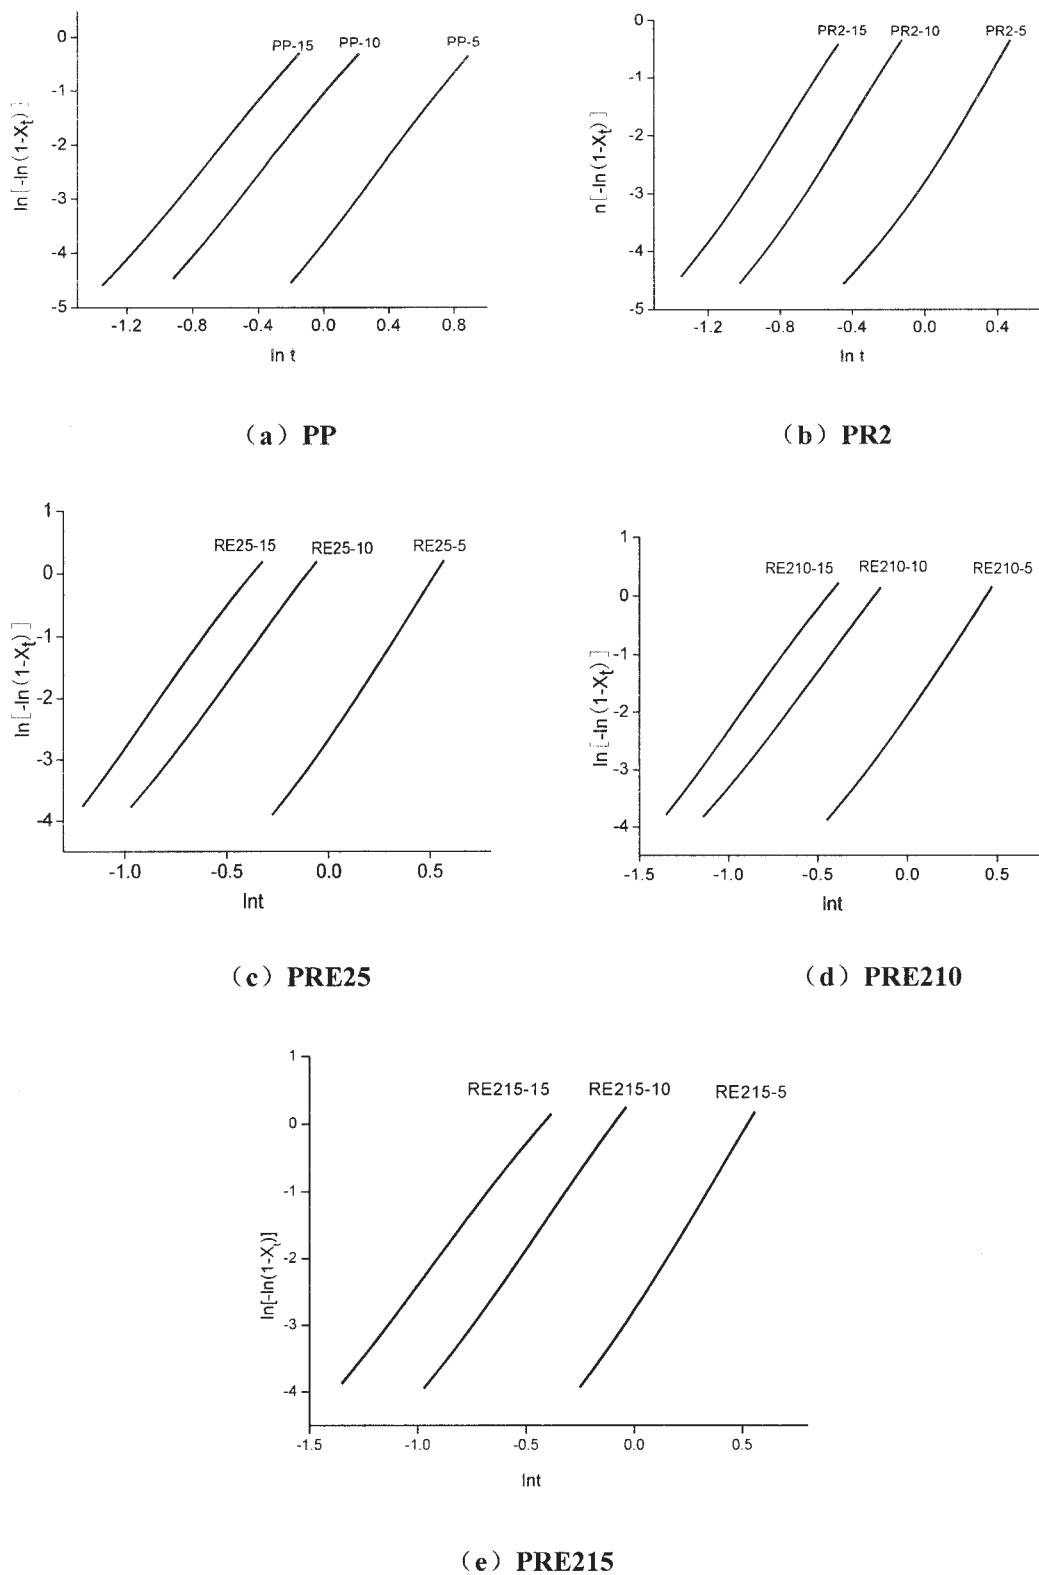 PP-15 PP-10 PP-5
0
-1
-2
-3
-4
-5
ln[-ln(1-Xt)]
-1.2 -0.8 -0.4 0.0 0.4 0.8
ln t
(a) PP
PR2-15 PR2-10 PR2-5
0
-1
-2
-3
-4
-5
n[-ln(1-Xt)]
-1.2 -0.8 -0.4 0.0 0.4
ln t
(b) PR2
1
RE25-15 RE25-10 RE25-5
0
-1
-2
-3
-4
ln[-ln(1-Xt)]
-1.0 -0.5 0.0 0.5
lnt
(c) PRE25
1
RE210-15 RE210-10 RE210-5
0
-1
-2
-3
-4
ln[-ln(1-Xt)]
-1.5 -1.0 -0.5 0.0 0.5
lnt
(d) PRE210
1
RE215-15 RE215-10 RE215-5
0
-1
-2
-3
-4
ln[-ln(1-Xt)]
-1.5 -1.0 -0.5 0.0 0.5
lnt
(e) PRE215